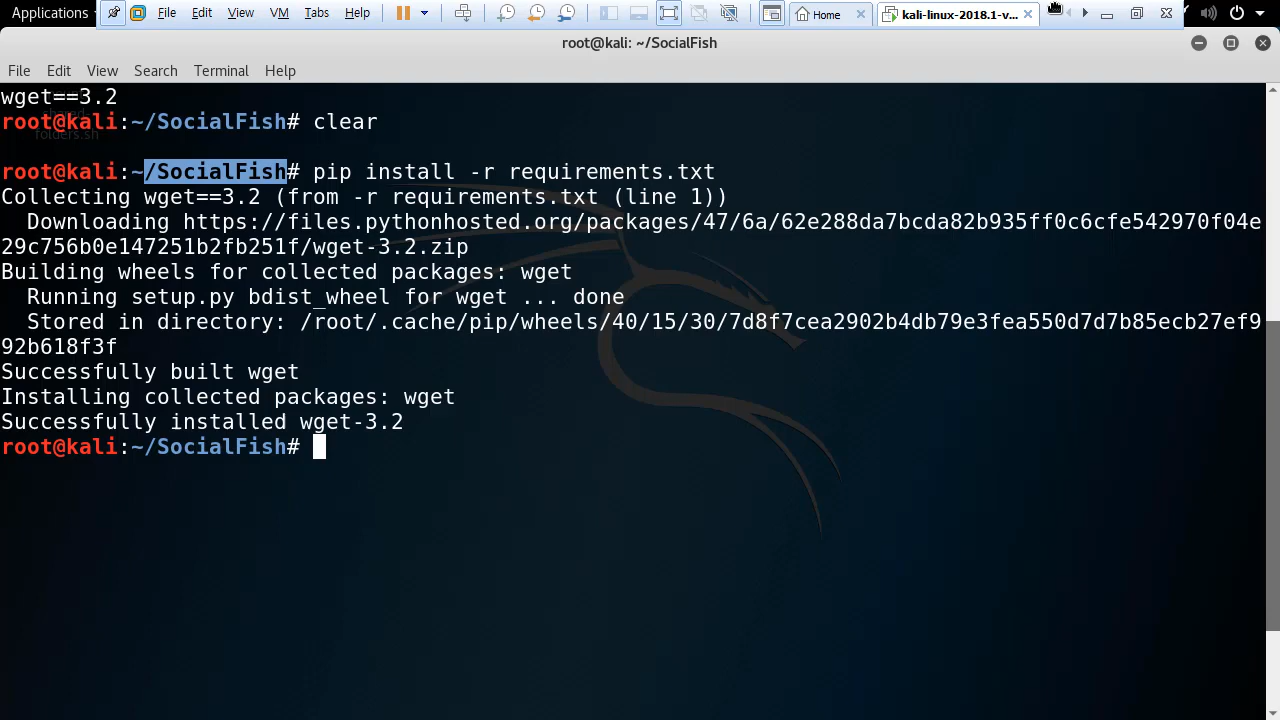 Applications
File Edit View VM Tabs Help
Home
kali-linux-2018.1-v...
root@kali: ~/SocialFish
File Edit View Search Terminal Help
wget==3.2
shared
folders.sh
root@kali:~/SocialFish# clear
root@kali:~/SocialFish# pip install -r requirements.txt
Collecting wget==3.2 (from -r requirements.txt (line 1))
Downloading https://files.pythonhosted.org/packages/47/6a/62e288da7bcda82b935ff0c6cfe542970f04e
29c756b0e147251b2fb251f/wget-3.2.zip
Building wheels for collected packages: wget
Running setup.py bdist_wheel for wget ... done
Stored in directory: /root/.cache/pip/wheels/40/15/30/7d8f7cea2902b4db79e3fea550d7d7b85ecb27ef9
92b618f3f
Successfully built wget
Installing collected packages: wget
Successfully installed wget-3.2
root@kali:~/SocialFish#